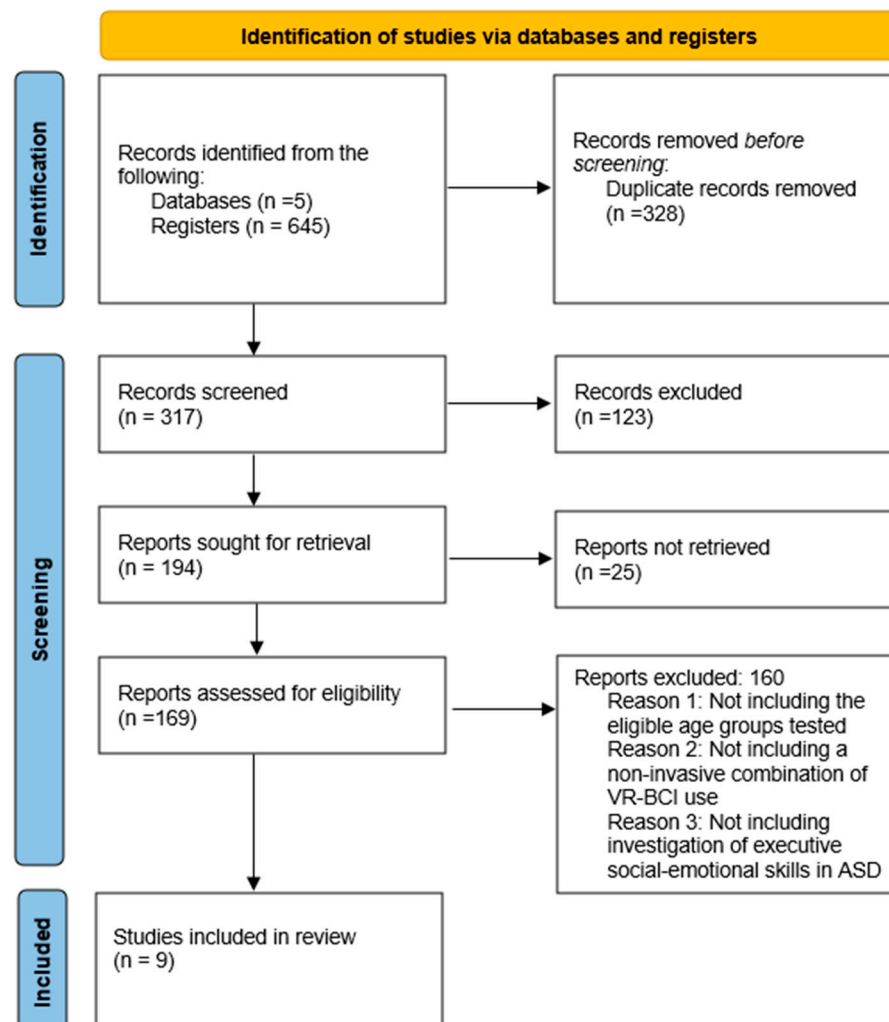 Identification of studies via databases and registers
Identification
Records identified from the
following:
Databases (n =5)
Registers (n = 645)
Records removed before
screening:
Duplicate records removed
(n =328)
Screening
Records screened
(n = 317)
Records excluded
(n =123)
Reports sought for retrieval
(n = 194)
Reports not retrieved
(n =25)
Reports assessed for eligibility
(n =169)
Reports excluded: 160
Reason 1: Not including the
eligible age groups tested
Reason 2: Not including a
non-invasive combination of
VR-BCI use
Reason 3: Not including
investigation of executive
social-emotional skills in ASD
Included
Studies included in review
(n = 9)